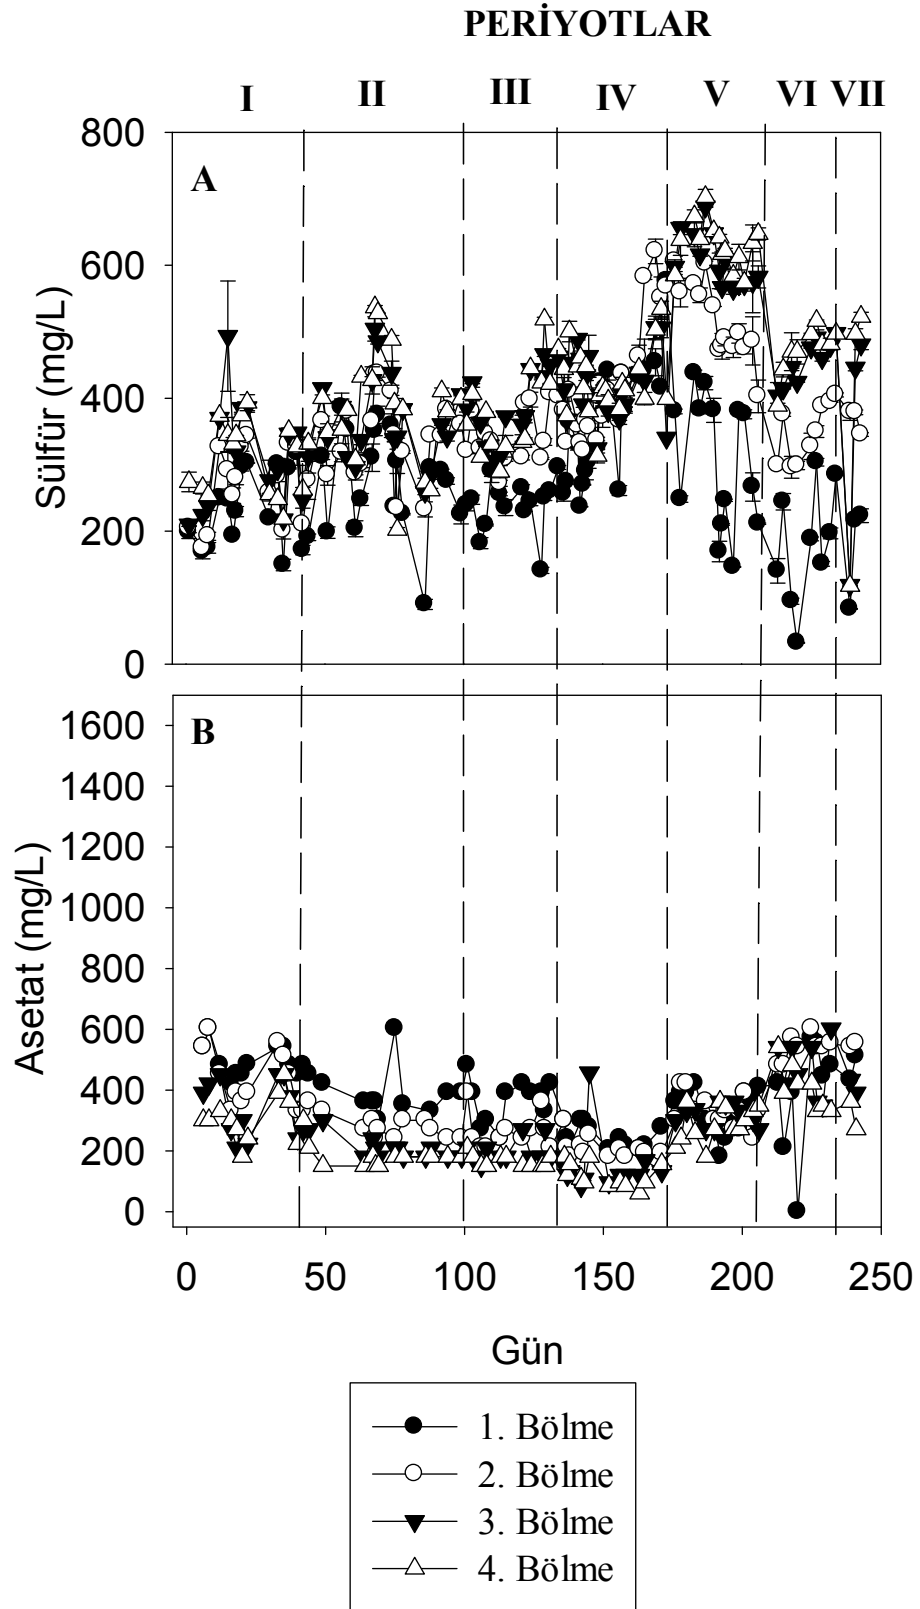 PERİYOTLAR
I II III IV V VI VII
A
Sülfür (mg/L)
800
600
400
200
0
B
Asetat (mg/L)
1600
1400
1200
1000
800
600
400
200
0
0 50 100 150 200 250
Gün
1. Bölme
2. Bölme
3. Bölme
4. Bölme